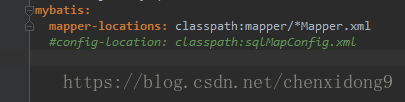 mybatis:
mapper-locations: classpath:mapper/*Mapper.xml
#config-location: classpath:sqlMapConfig.xml
https://blog.csdn.net/chenxidong9